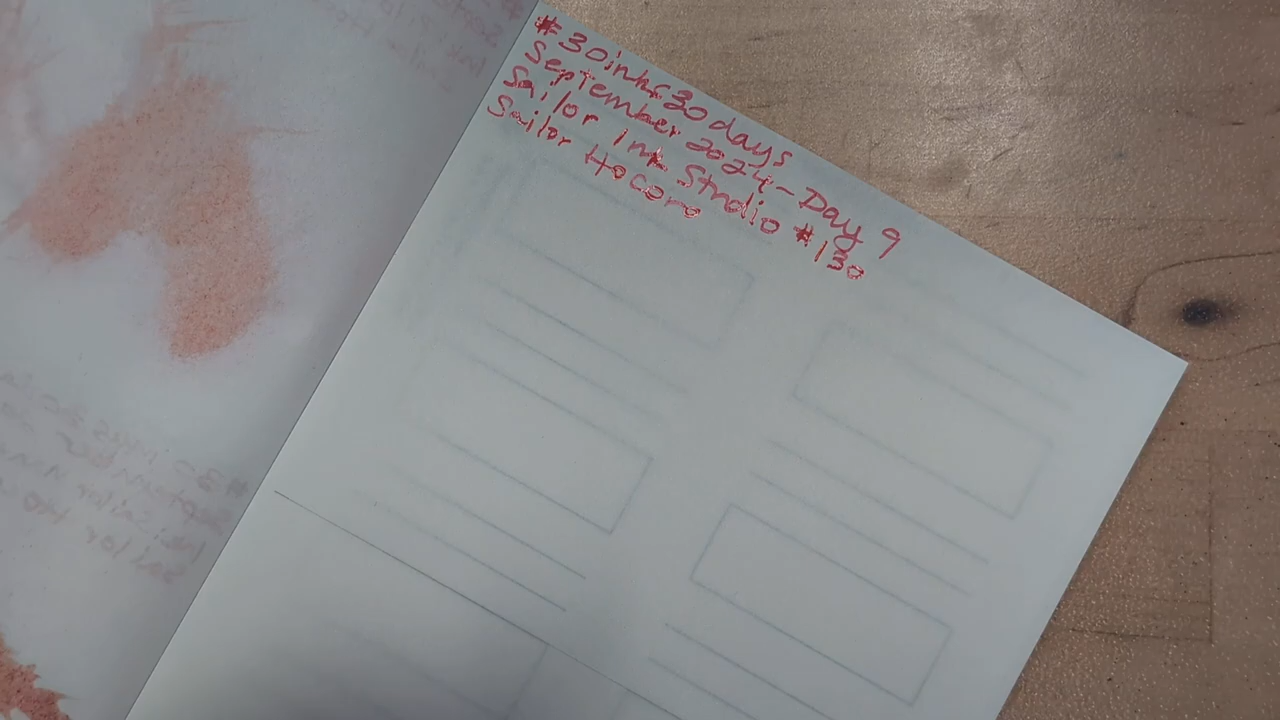 #30inks30days
September 2024 - Day 9
Sailor Ink Studio #130
Sailor Hocoro